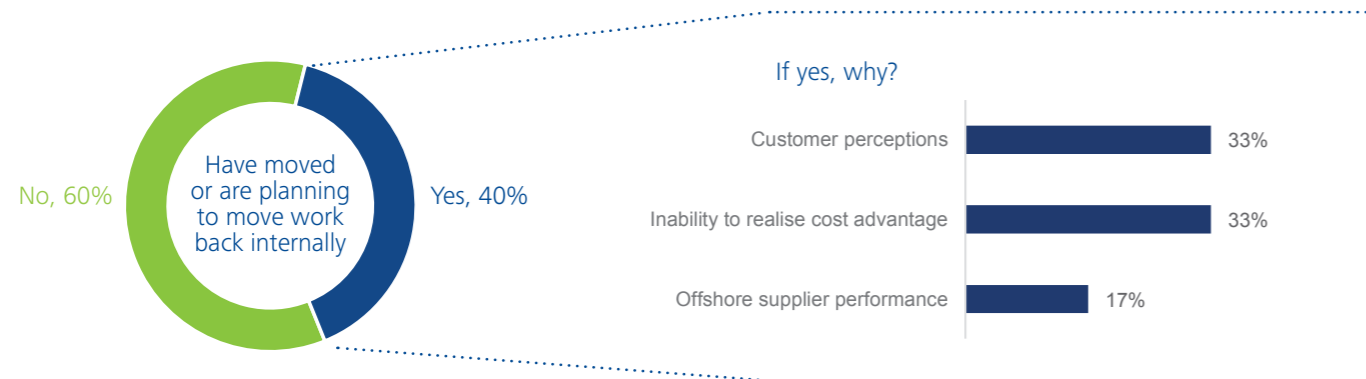 No, 60%
Have moved
or are planning
to move work
back internally
Yes, 40%
If yes, why?
Customer perceptions 33%
Inability to realise cost advantage 33%
Offshore supplier performance 17%